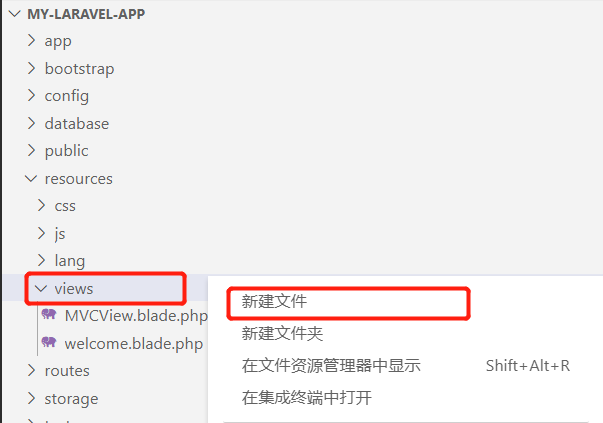 MY-LARAVEL-APP
app
bootstrap
config
database
public
resources
css
js
lang
views
MVCView.blade.php
welcome.blade.php
routes
storage
新建文件
新建文件夹
在文件资源管理器中显示 Shift+Alt+R
在集成终端中打开